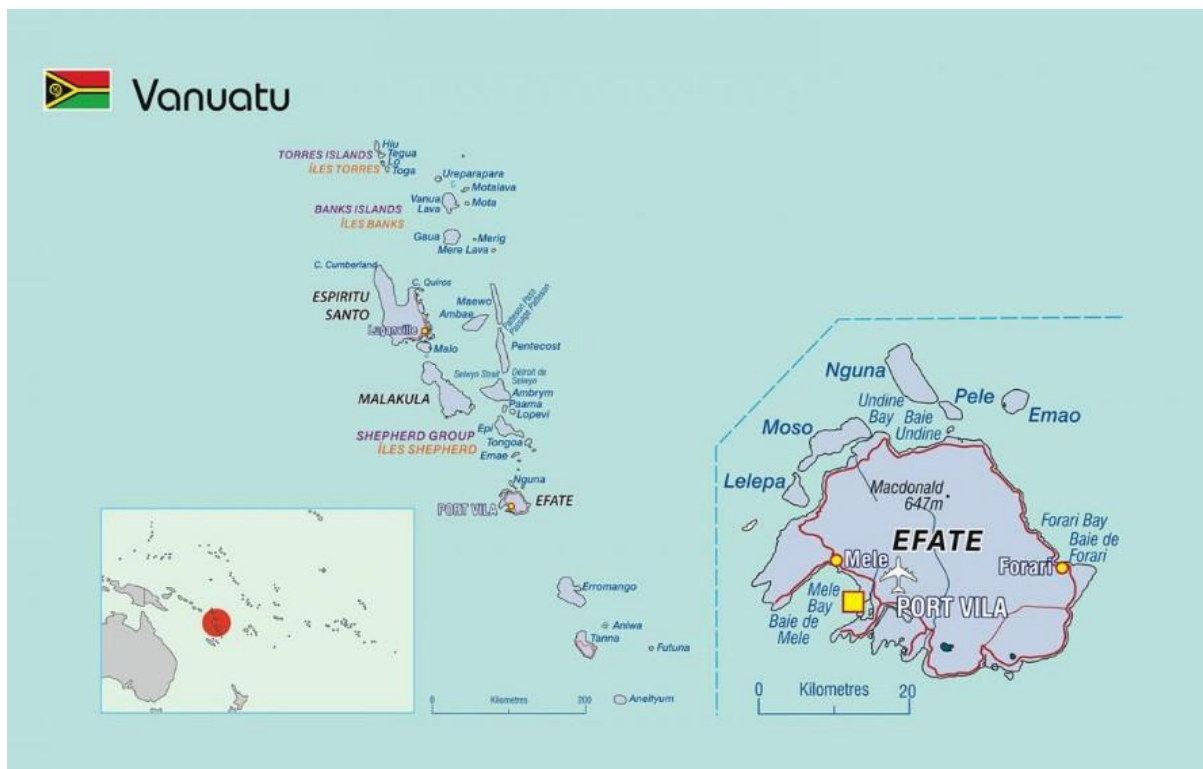 Vanuatu
Hiu
TORRES ISLANDS
Tegua
Lo
ÎLES TORRES
Toga
Ureparapara
Motalava
Vanua
Lava
Mota
BANKS ISLANDS
ÎLES BANKS
Gaua
Merig
Mere Lava
C. Cumberland
C. Quiros
ESPIRITU
SANTO
Maewo
Ambae
Patteson Passage
Luganville
Malo
Pentecost
Selwyn Strait
Détroit de
Selwyn
MALAKULA
Ambrym
Paama
Lopevi
Epi
SHEPHERD GROUP
ÎLES SHEPHERD
Tongoa
Emae
Nguna
PORT VILA
EFATE
Erromango
Aniwa
Tanna
Futuna
Aneityum
0 Kilometres 200
Nguna
Undine
Bay
Baie
Undine
Pele
Emao
Moso
Lelepa
Macdonald
647m
EFATE
Forari Bay
Baie de
Forari
Mele
Forari
Mele
Bay
Baie de
Mele
PORT VILA
0 Kilometres 20